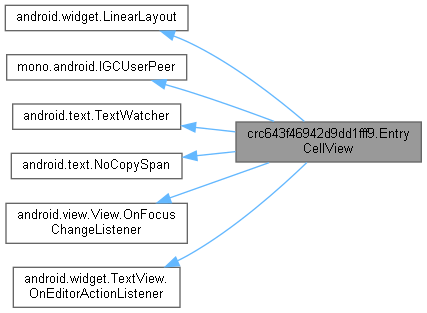 android.widget.LinearLayout
mono.android.IGCUserPeer
android.text.TextWatcher
crc643f46942d9dd1fff9.Entry
CellView
android.text.NoCopySpan
android.view.View.OnFocus
ChangeListener
android.widget.TextView.
OnEditorActionListener